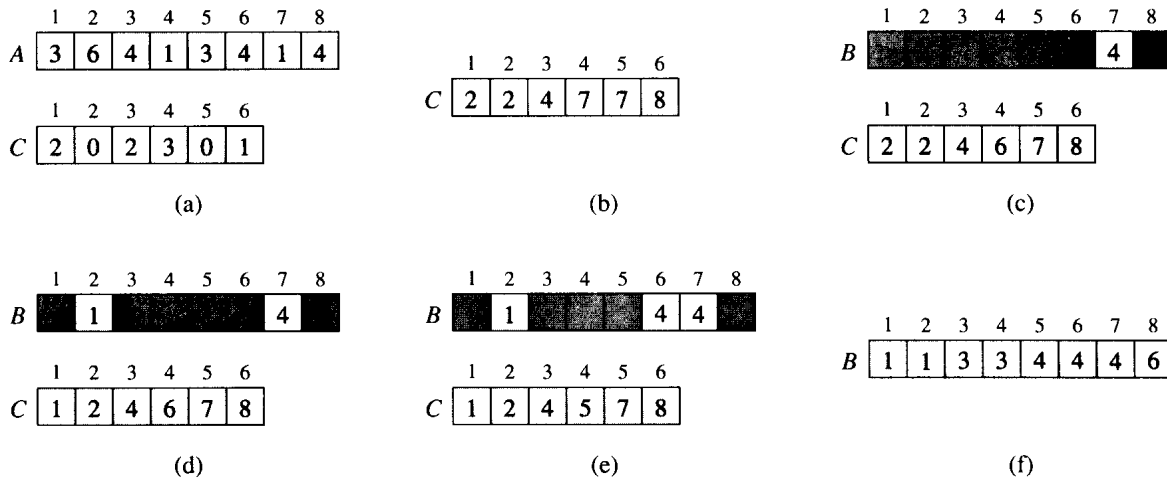 1 2 3 4 5 6 7 8
A 3 6 4 1 3 4 1 4
1 2 3 4 5 6
C 2 0 2 3 0 1
(a)
1 2 3 4 5 6
C 2 2 4 7 7 8
(b)
1 2 3 4 5 6 7 8
B 4
1 2 3 4 5 6
C 2 2 4 6 7 8
(c)
1 2 3 4 5 6 7 8
B 1 4
1 2 3 4 5 6
C 1 2 4 6 7 8
(d)
1 2 3 4 5 6 7 8
B 1 4 4
1 2 3 4 5 6
C 1 2 4 5 7 8
(e)
1 2 3 4 5 6 7 8
B 1 1 3 3 4 4 4 6
(f)